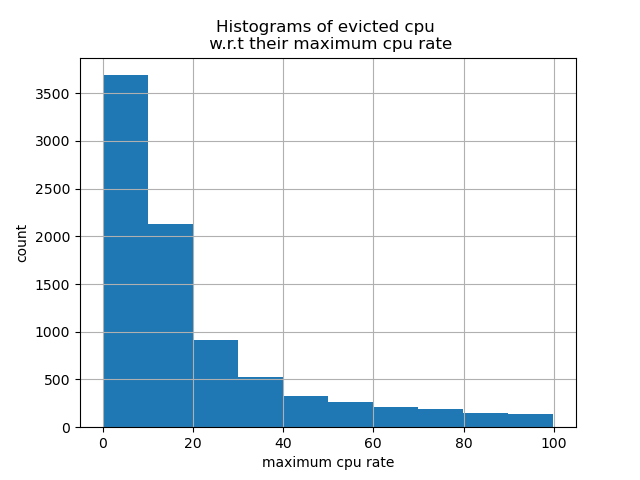 Histograms of evicted cpu
w.r.t their maximum cpu rate
count
3500
3000
2500
2000
1500
1000
500
0
0 20 40 60 80 100
maximum cpu rate